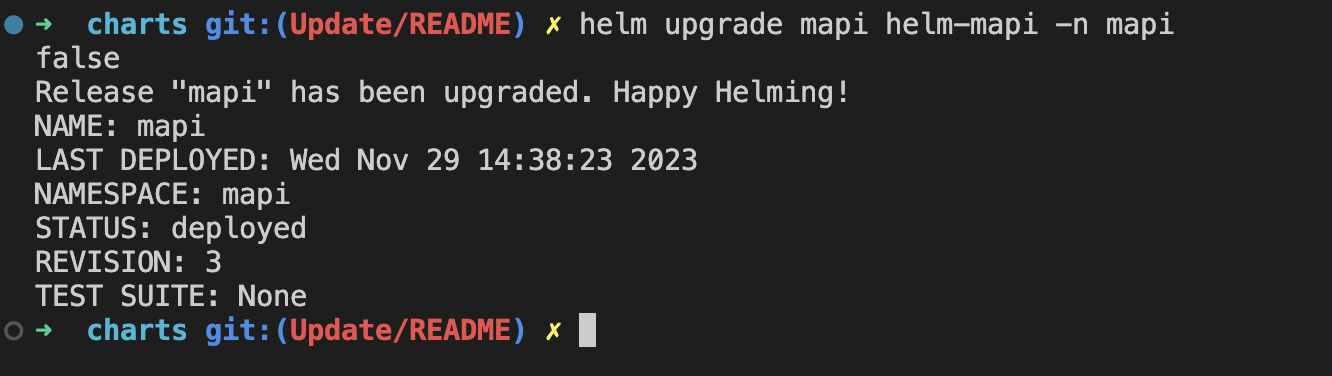 ➜ charts git:(Update/README) ✗ helm upgrade mapi helm-mapi -n mapi
false
Release "mapi" has been upgraded. Happy Helming!
NAME: mapi
LAST DEPLOYED: Wed Nov 29 14:38:23 2023
NAMESPACE: mapi
STATUS: deployed
REVISION: 3
TEST SUITE: None
➜ charts git:(Update/README) ✗